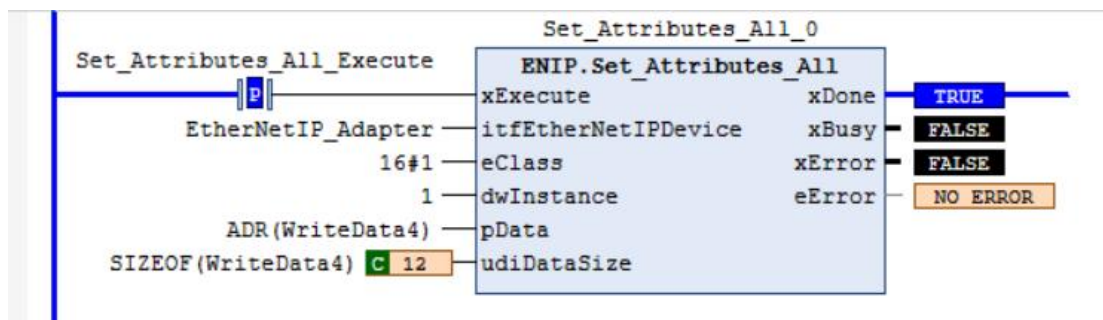 Set_Attributes_All_0
Set_Attributes_All_Execute
ENIP.Set_Attributes_All
P xExecute xDone TRUE
EtherNetIP_Adapter itfEtherNetIPDevice xBusy FALSE
16#1 eClass xError FALSE
1 dwInstance eError NO ERROR
ADR(WriteData4) pData
SIZEOF(WriteData4) C 12 udiDataSize